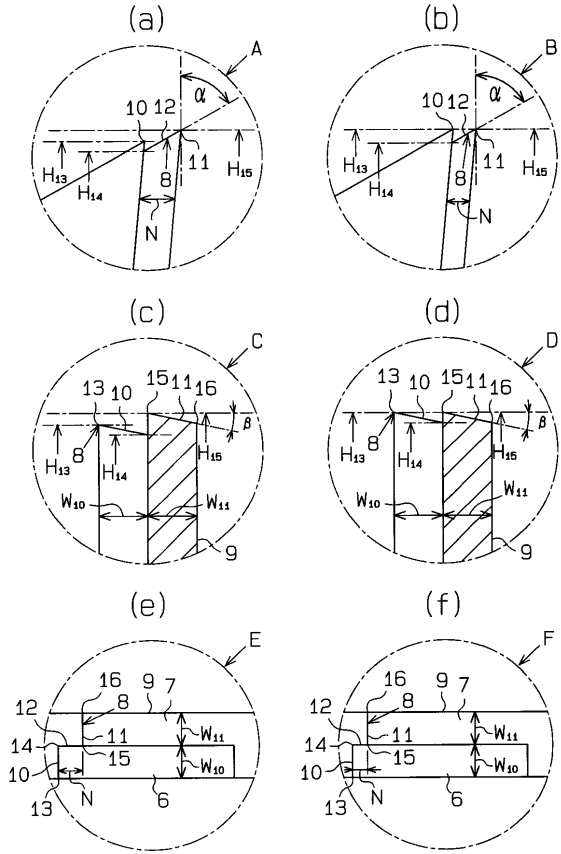 (a)
A
α
10
12
H13
H14
8
11
H15
N
(b)
B
α
10
12
H13
H14
8
11
H15
N
(c)
C
13
10
15
11
16
β
H13
8
H14
H15
W10
W11
9
(d)
D
13
10
15
11
16
β
H13
8
H14
H15
W10
W11
9
(e)
E
16
8
9
7
12
14
11
W11
10
15
W10
13
N
6
(f)
F
16
8
9
7
12
14
11
W11
10
15
W10
13
N
6